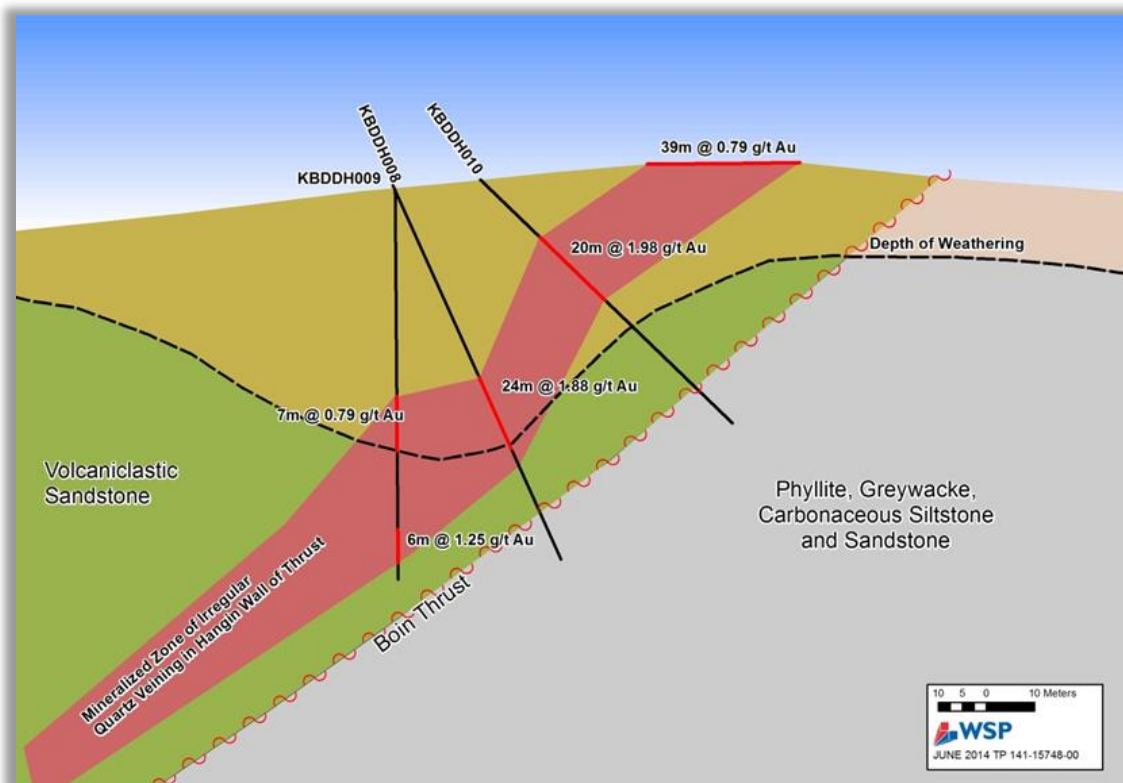 39m @ 0.79 g/t Au
KBDDH010
KBDDH008
KBDDH009
20m @ 1.98 g/t Au
Depth of Weathering
24m @ 1.88 g/t Au
7m @ 0.79 g/t Au
Volcaniclastic
Sandstone
Phyllite, Greywacke,
Carbonaceous Siltstone
and Sandstone
6m @ 1.25 g/t Au
Boin Thrust
Mineralized Zone of Irregular
Quartz Veining in Hangin Wall of Thrust
10 5 0 10 Meters
WSP
JUNE 2014 TP 141-15748-00